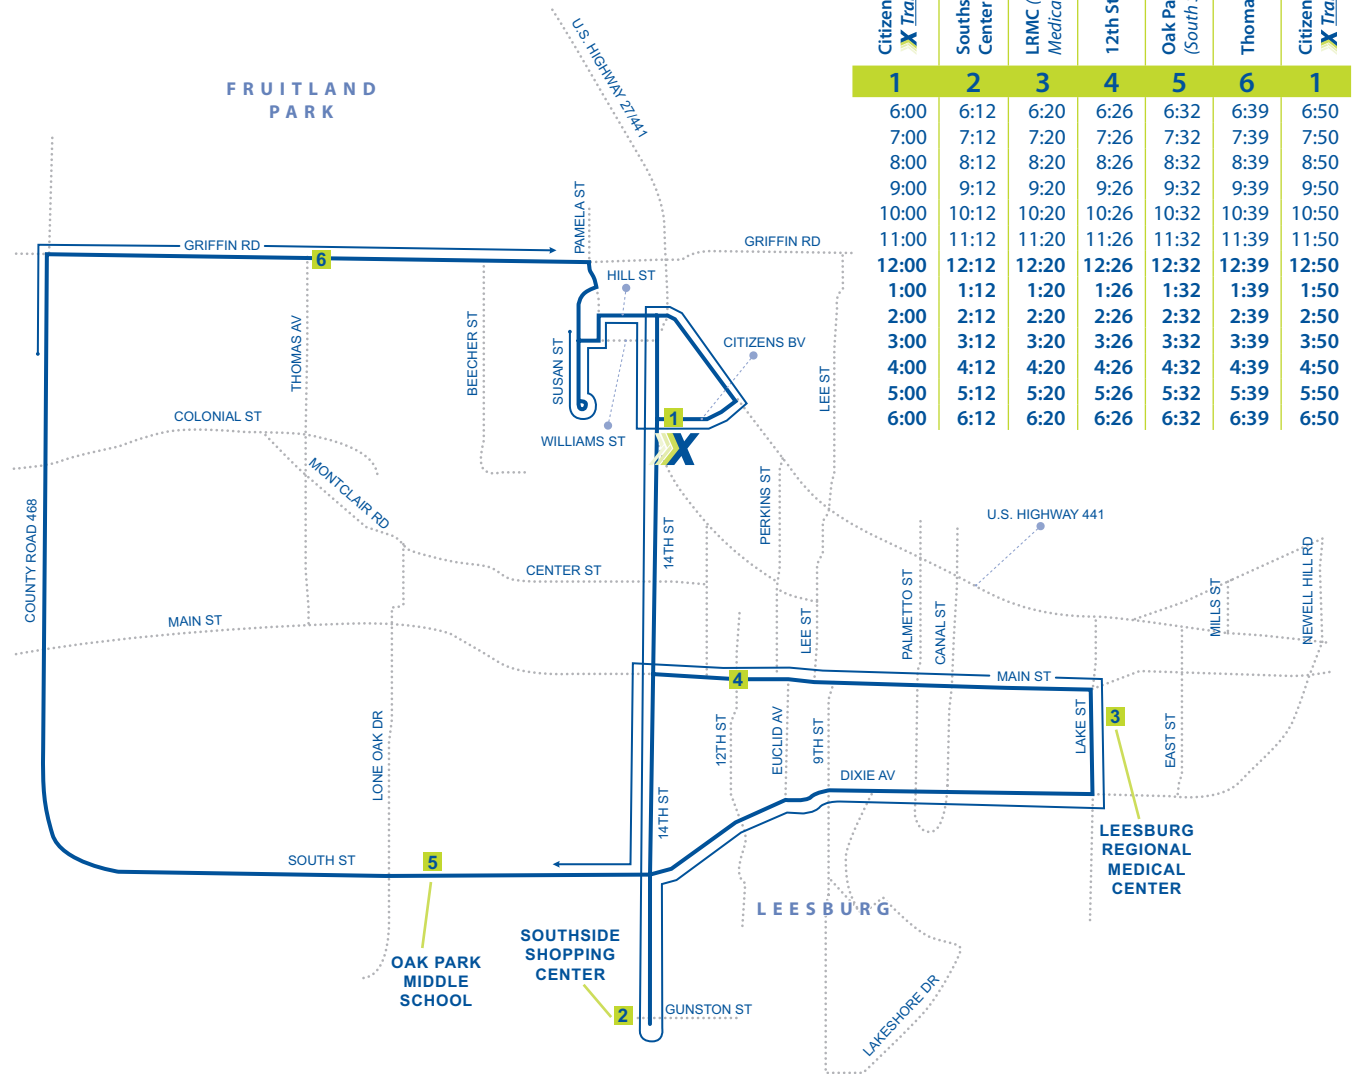 Citizen
X Tra
Souths
Center
LRMC (
Medica
12th St
Oak Pa
(South
Thoma
Citizen
X Tra
1 2 3 4 5 6 1
6:00 6:12 6:20 6:26 6:32 6:39 6:50
7:00 7:12 7:20 7:26 7:32 7:39 7:50
8:00 8:12 8:20 8:26 8:32 8:39 8:50
9:00 9:12 9:20 9:26 9:32 9:39 9:50
10:00 10:12 10:20 10:26 10:32 10:39 10:50
11:00 11:12 11:20 11:26 11:32 11:39 11:50
12:00 12:12 12:20 12:26 12:32 12:39 12:50
1:00 1:12 1:20 1:26 1:32 1:39 1:50
2:00 2:12 2:20 2:26 2:32 2:39 2:50
3:00 3:12 3:20 3:26 3:32 3:39 3:50
4:00 4:12 4:20 4:26 4:32 4:39 4:50
5:00 5:12 5:20 5:26 5:32 5:39 5:50
6:00 6:12 6:20 6:26 6:32 6:39 6:50
FRUITLAND
PARK
U.S. HIGHWAY 27/441
PAMELA ST
GRIFFIN RD
GRIFFIN RD
6
HILL ST
THOMAS AV
BEECHER ST
SUSAN ST
CITIZENS BV
LEE ST
1
X
COLONIAL ST
WILLIAMS ST
MONTCLAIR RD
PERKINS ST
U.S. HIGHWAY 441
14TH ST
COUNTY ROAD 468
CENTER ST
PALMETTO ST
CANAL ST
MILLS ST
NEWELL HILL RD
MAIN ST
LEE ST
MAIN ST
4
3
LONE OAK DR
12TH ST
EUCLID AV
9TH ST
LAKE ST
EAST ST
DIXIE AV
14TH ST
SOUTH ST
5
LEESBURG
REGIONAL
MEDICAL
CENTER
LEESBURG
OAK PARK
MIDDLE
SCHOOL
SOUTHSIDE
SHOPPING
CENTER
2
GUNSTON ST
LAKESHORE DR